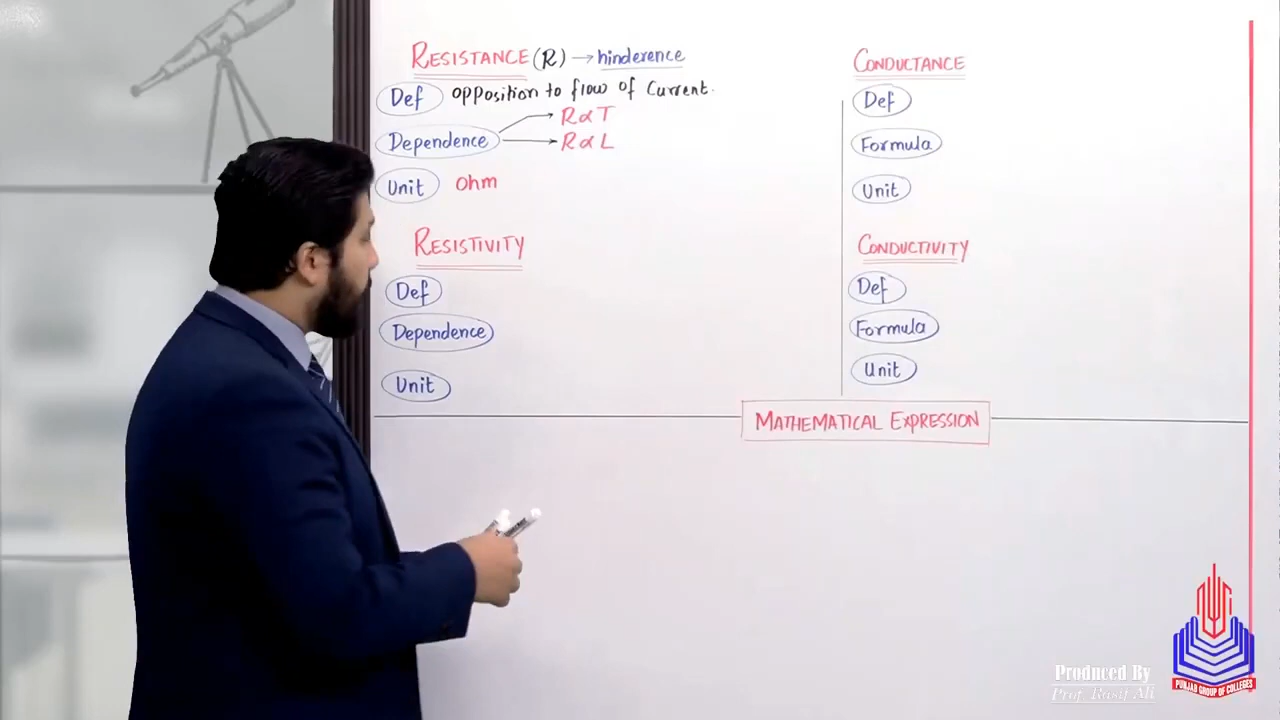 RESISTANCE (R) → hinderence
Def opposition to flow of Current.
Dependence R∝T
R∝L
Unit Ohm
RESISTIVITY
Def
Dependence
Unit
CONDUCTANCE
Def
Formula
Unit
CONDUCTIVITY
Def
Formula
Unit
MATHEMATICAL EXPRESSION
Produced By
Prof. Rasif Ali
PUNJAB GROUP OF COLLEGES